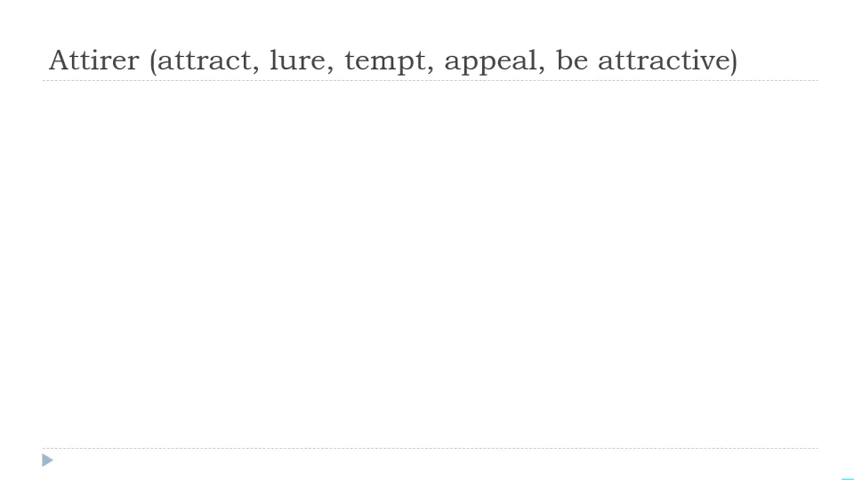 Attirer (attract, lure, tempt, appeal, be attractive)